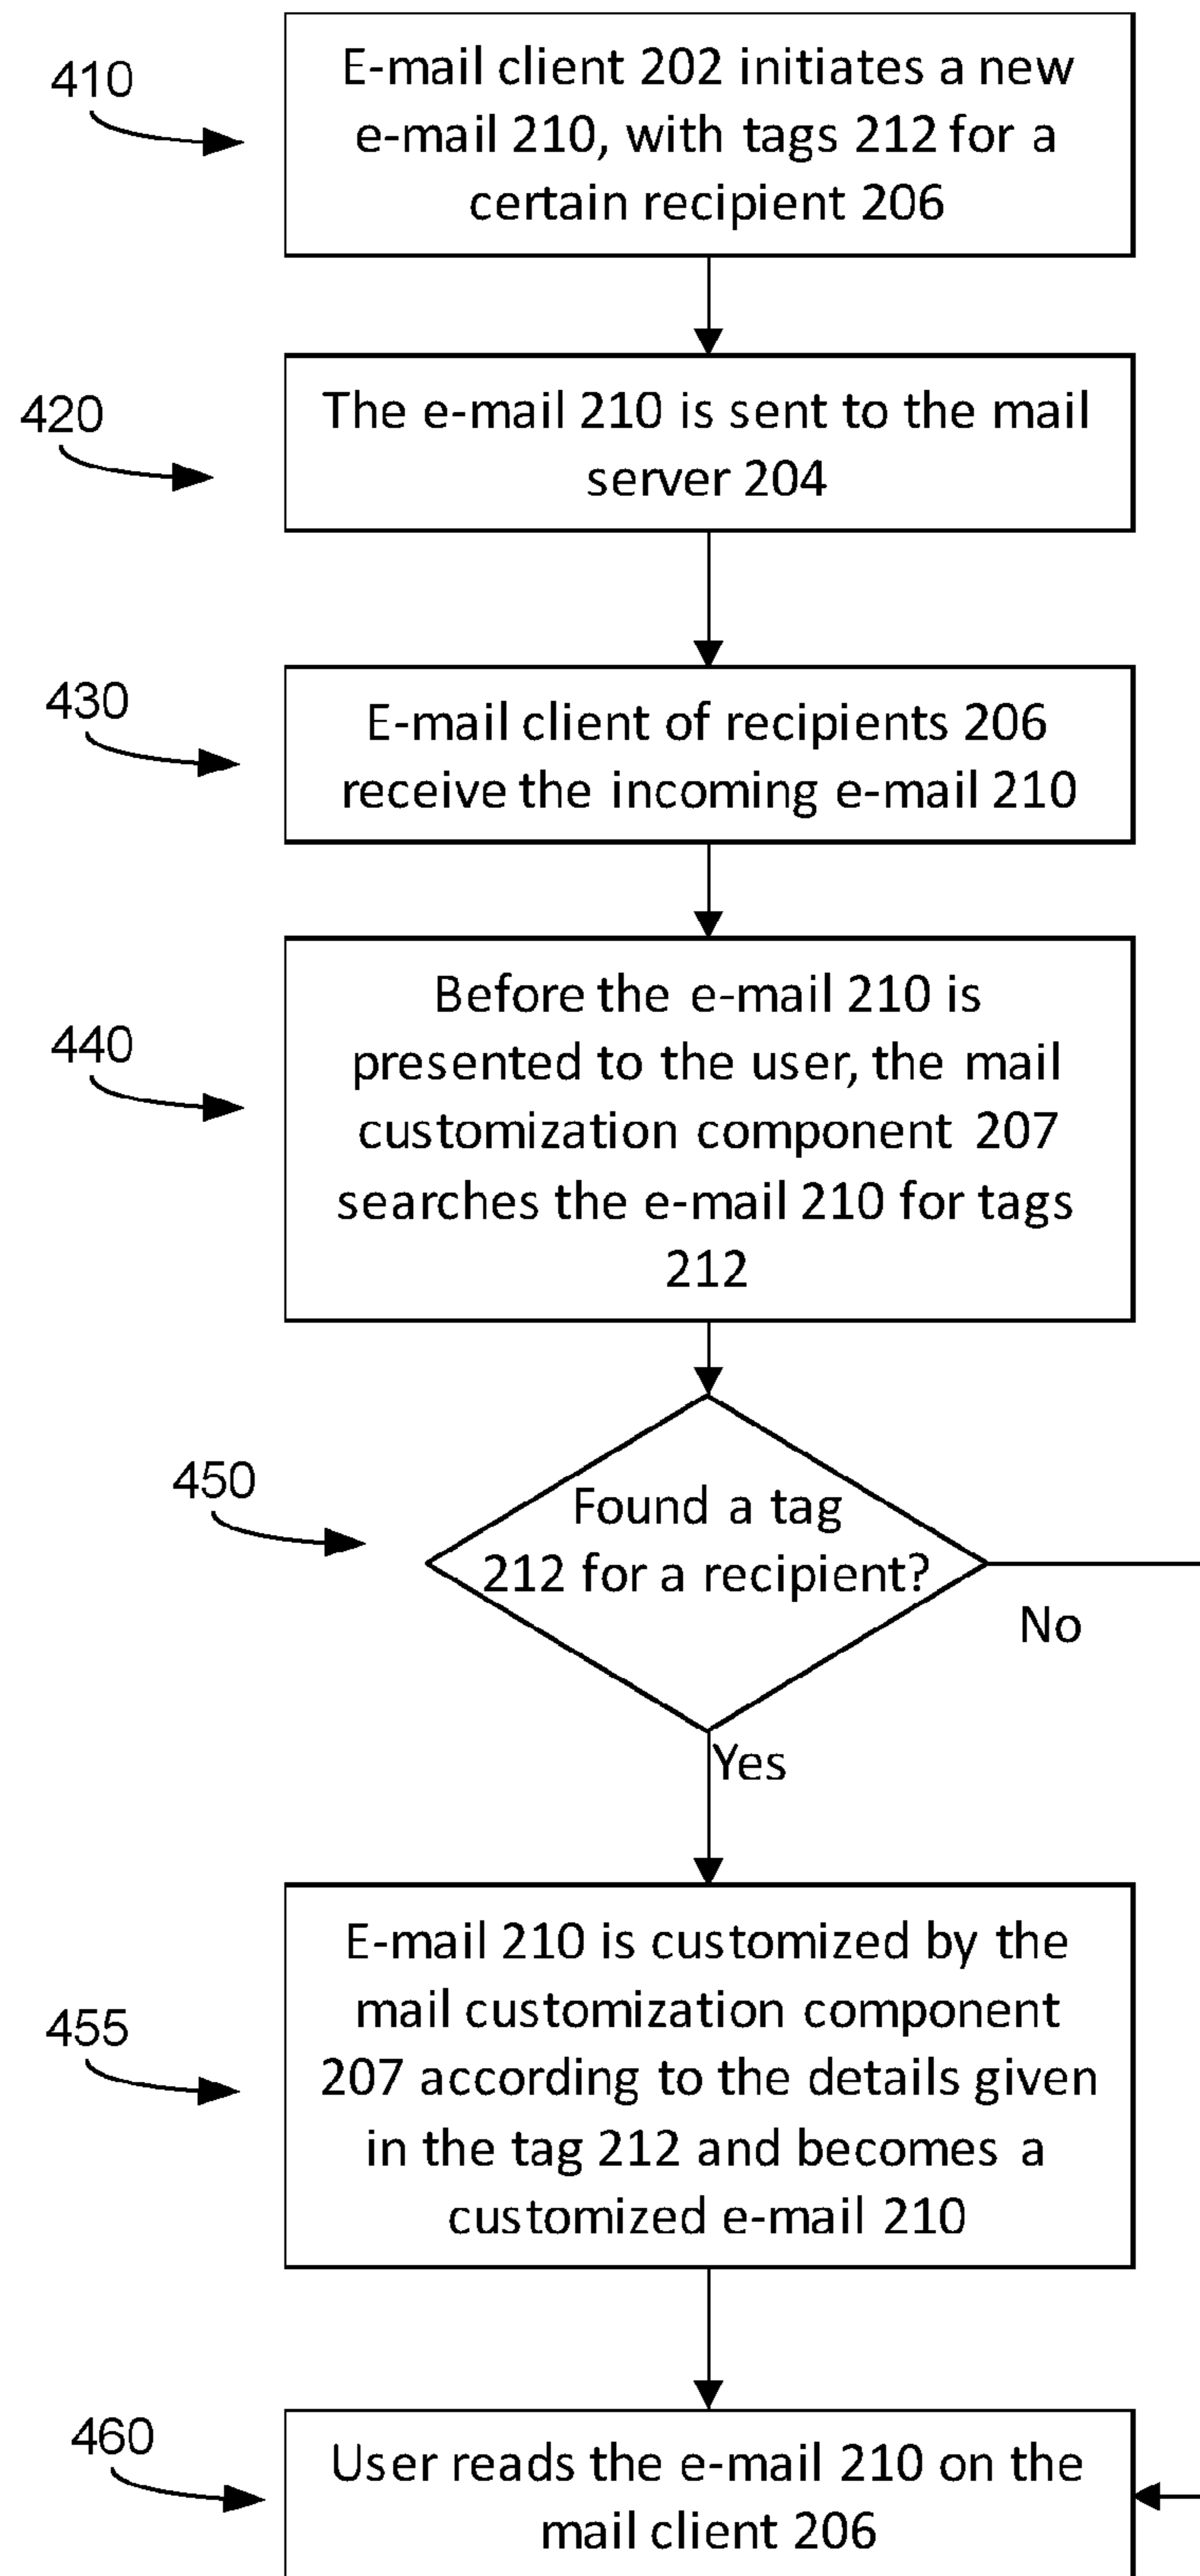 410
E-mail client 202 initiates a new
e-mail 210, with tags 212 for a
certain recipient 206
420
The e-mail 210 is sent to the mail
server 204
430
E-mail client of recipients 206
receive the incoming e-mail 210
440
Before the e-mail 210 is
presented to the user, the mail
customization component 207
searches the e-mail 210 for tags
212
450
Found a tag
212 for a recipient?
No
Yes
455
E-mail 210 is customized by the
mail customization component
207 according to the details given
in the tag 212 and becomes a
customized e-mail 210
460
User reads the e-mail 210 on the
mail client 206